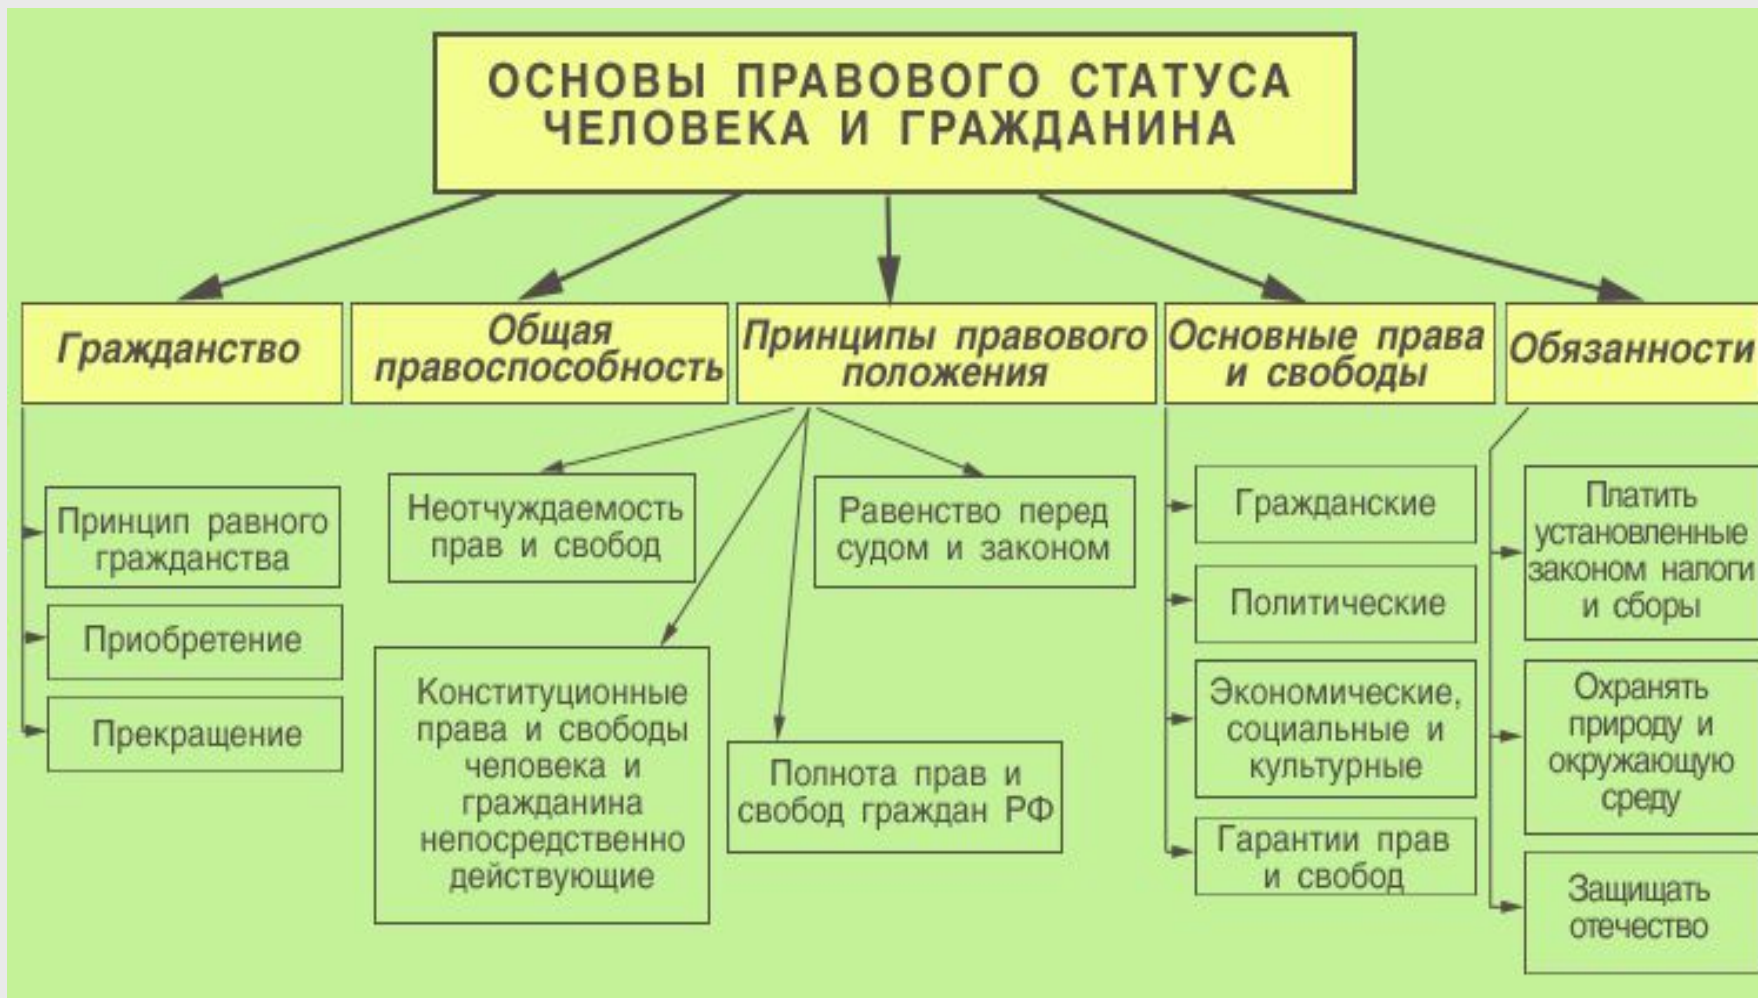 ОСНОВЫ ПРАВОВОГО СТАТУСА
ЧЕЛОВЕКА И ГРАЖДАНИНА
Гражданство
Общая
правоспособность
Принципы правового
положения
Основные права
и свободы
Обязанности
Принцип равного
гражданства
Приобретение
Прекращение
Неотчуждаемость
прав и свобод
Равенство перед
судом и законом
Конституционные
права и свободы
человека и
гражданина
непосредственно
действующие
Полнота прав и
свобод граждан РФ
Гражданские
Политические
Экономические,
социальные и
культурные
Гарантии прав
и свобод
Платить
установленные
законом налоги
и сборы
Охранять
природу и
окружающую
среду
Защищать
отечество